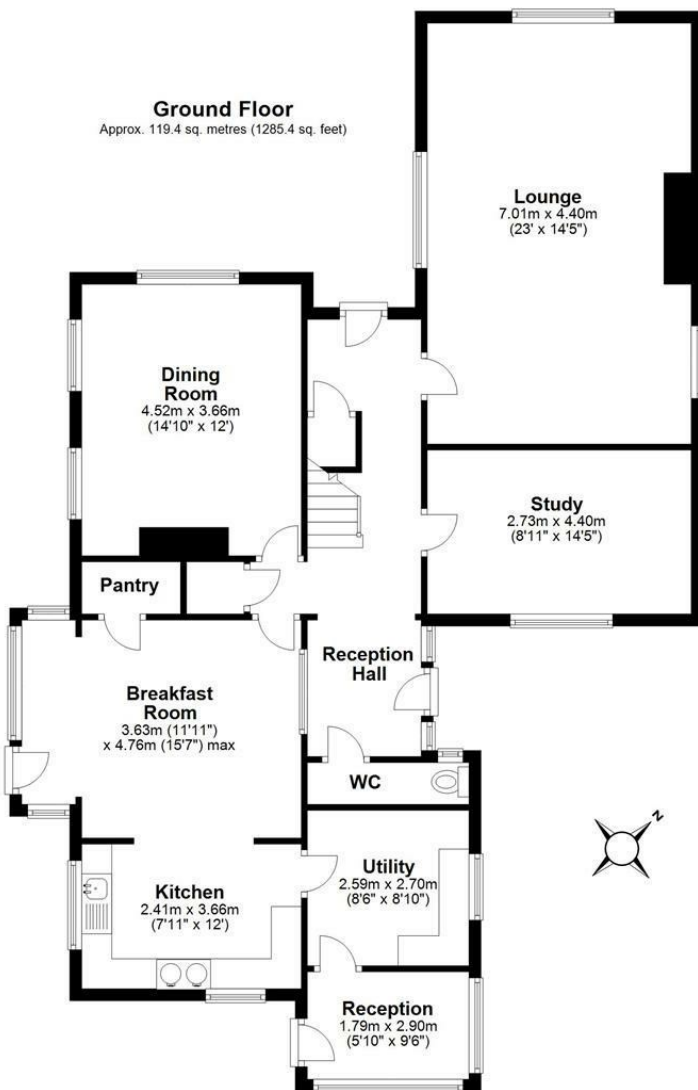 Ground Floor
Approx. 119.4 sq. metres (1285.4 sq. feet)
Lounge
7.01m x 4.40m
(23' x 14'5")
Dining
Room
4.52m x 3.66m
(14'10" x 12')
Study
2.73m x 4.40m
(8'11" x 14'5")
Pantry
Reception
Hall
Breakfast
Room
3.63m (11'11")
x 4.76m (15'7") max
WC
N
Utility
2.59m x 2.70m
(8'6" x 8'10")
Kitchen
2.41m x 3.66m
(7'11" x 12')
Reception
1.79m x 2.90m
(5'10" x 9'6")